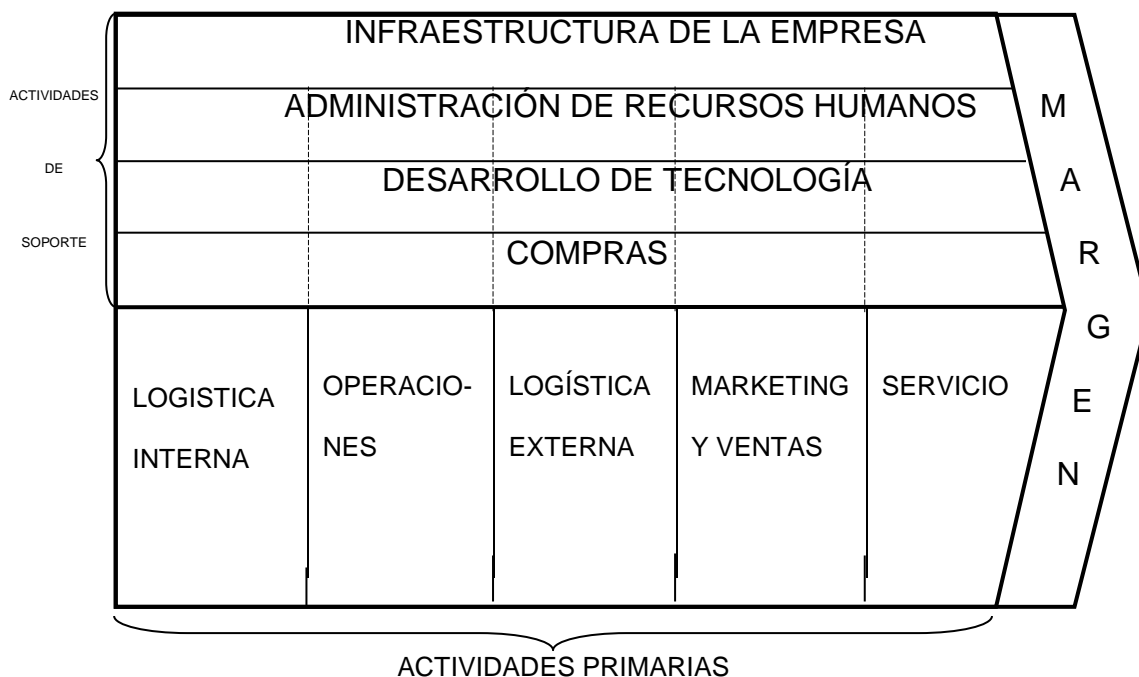 INFRAESTRUCTURA DE LA EMPRESA
ACTIVIDADES
DE
SOPORTE
ADMINISTRACIÓN DE RECURSOS HUMANOS
DESARROLLO DE TECNOLOGÍA
COMPRAS
LOGISTICA
INTERNA
OPERACIO-
NES
LOGÍSTICA
EXTERNA
MARKETING
Y VENTAS
SERVICIO
M
A
R
G
E
N
ACTIVIDADES PRIMARIAS